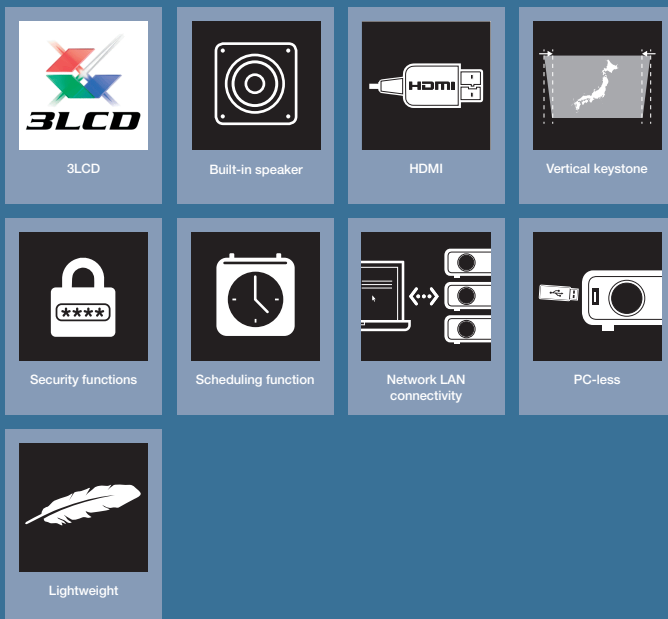 3LCD
HDMI
3LCD
Built-in speaker
HDMI
Vertical keystone
****
Security functions
Scheduling function
Network LAN
connectivity
PC-less
Lightweight